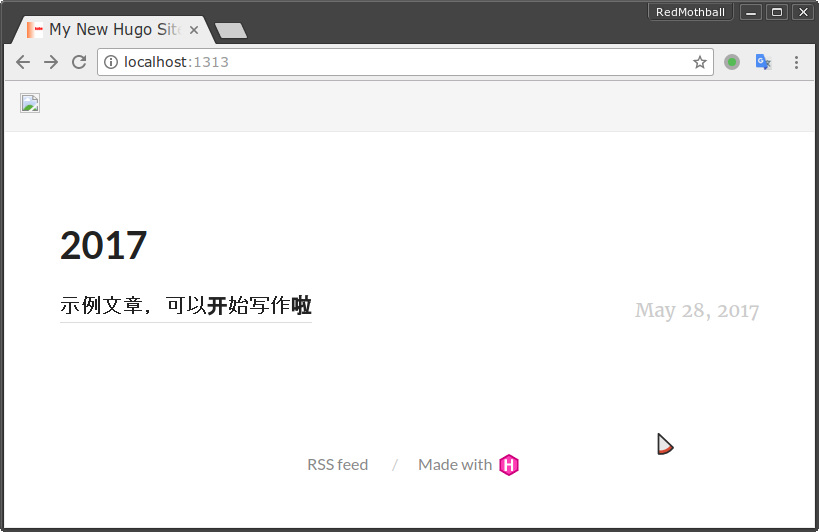 RedMothball
My New Hugo Site
localhost:1313
2017
示例文章，可以开始写作啦
May 28, 2017
RSS feed / Made with H